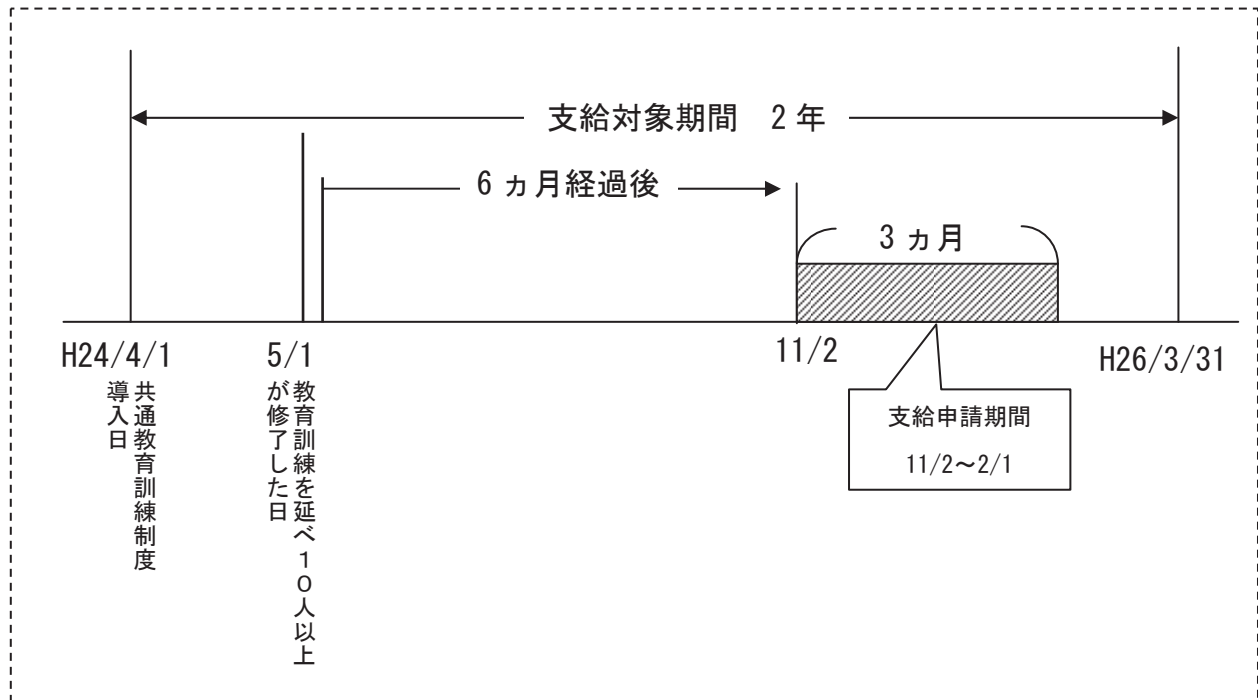 支給対象期間 2年
6ヵ月経過後
3ヵ月
H24/4/1
5/1
11/2
H26/3/31
共通教育訓練制度
導入日
教育訓練を延べ10人以上
が修了した日
支給申請期間
11/2~2/1